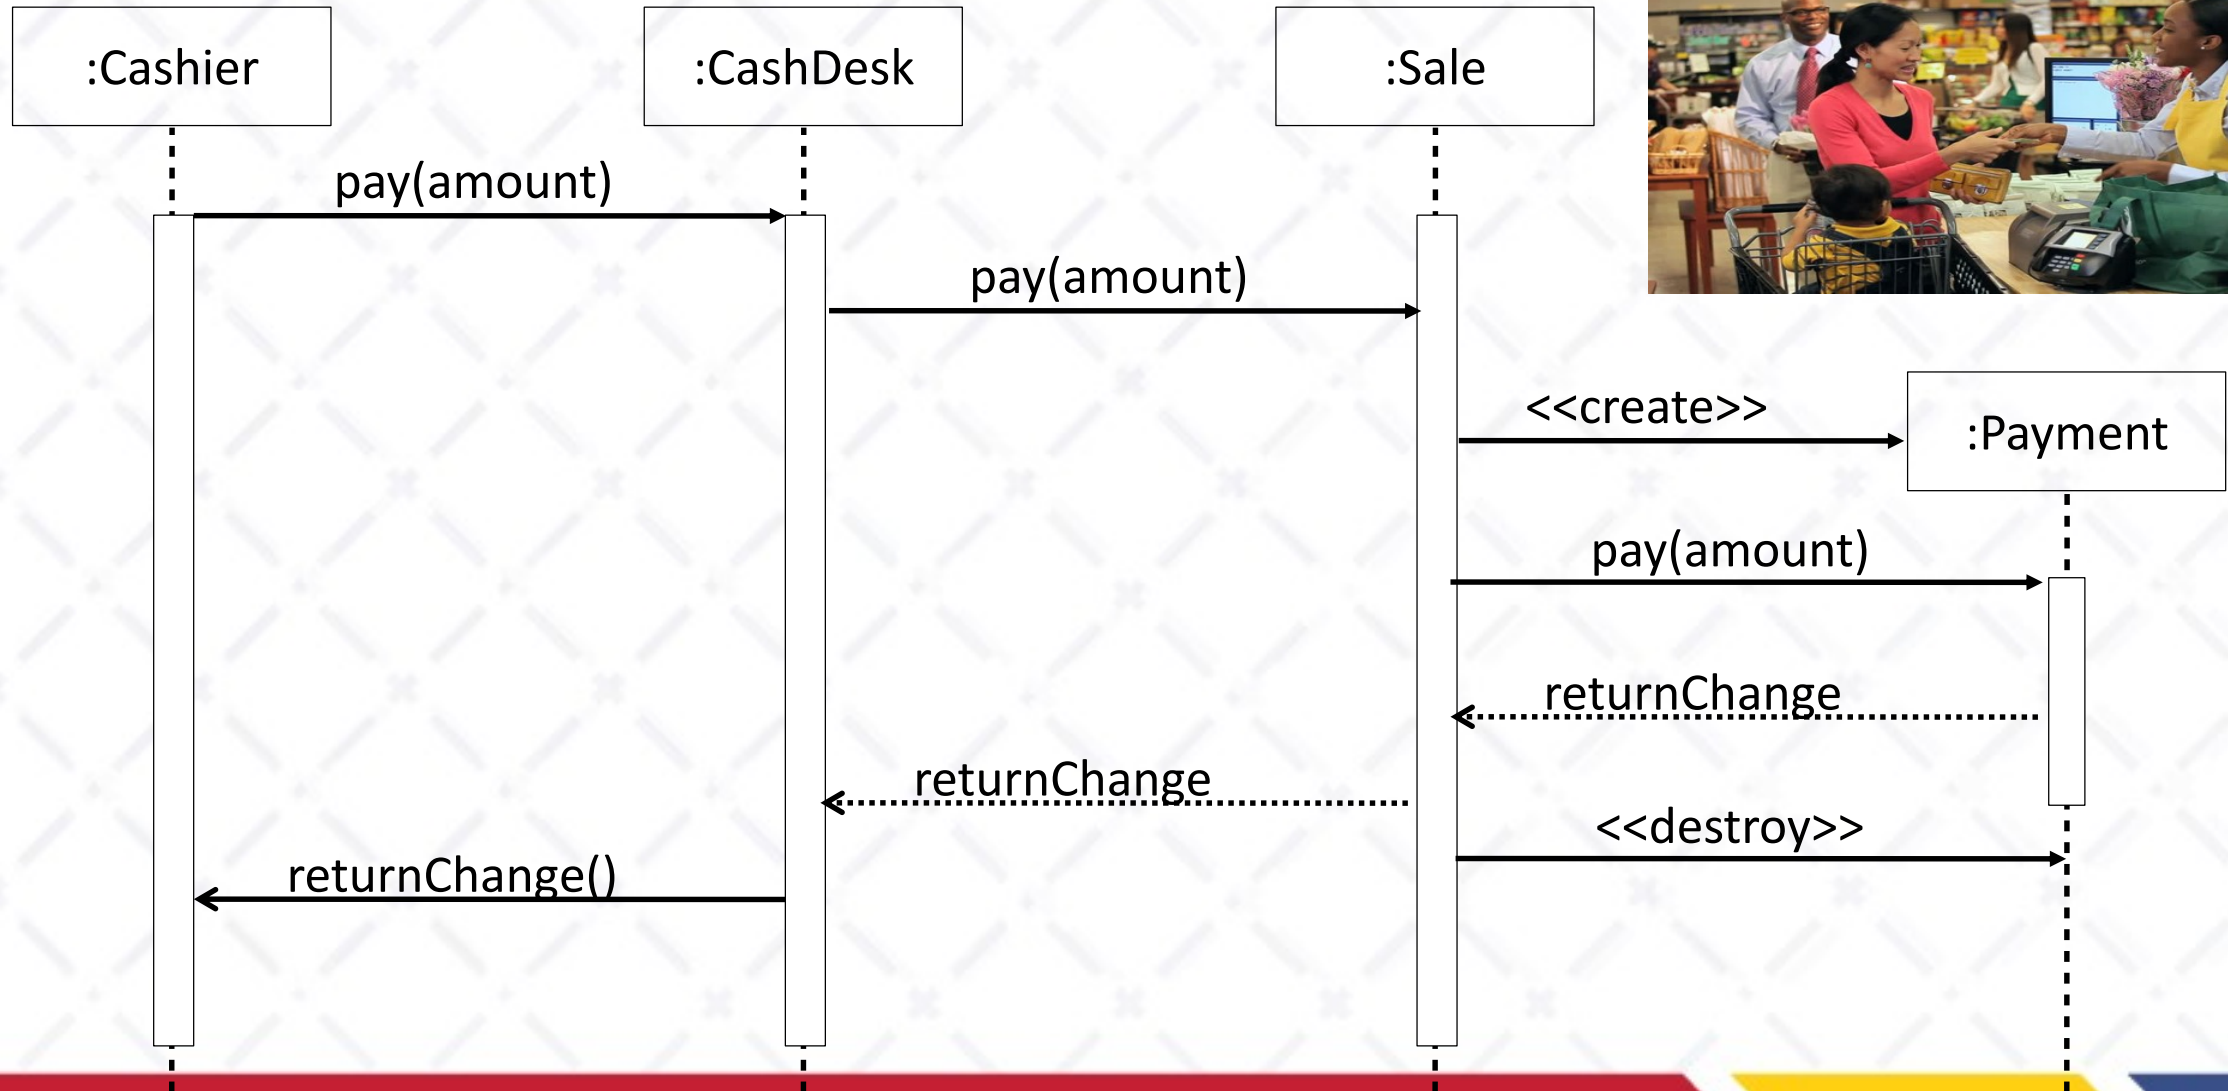 :Cashier
:CashDesk
:Sale
pay(amount)
pay(amount)
<<create>>
:Payment
pay(amount)
returnChange
returnChange
<<destroy>>
returnChange()